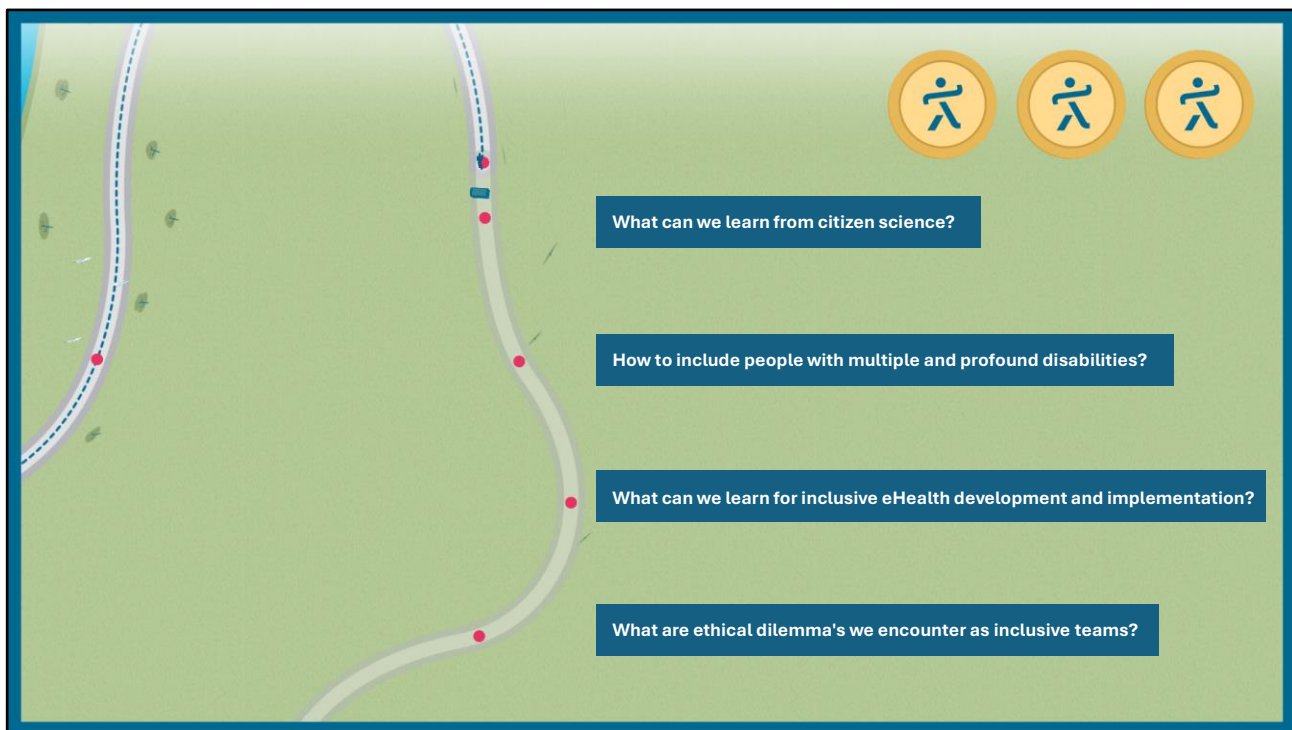 What can we learn from citizen science?
How to include people with multiple and profound disabilities?
What can we learn for inclusive eHealth development and implementation?
What are ethical dilemma's we encounter as inclusive teams?